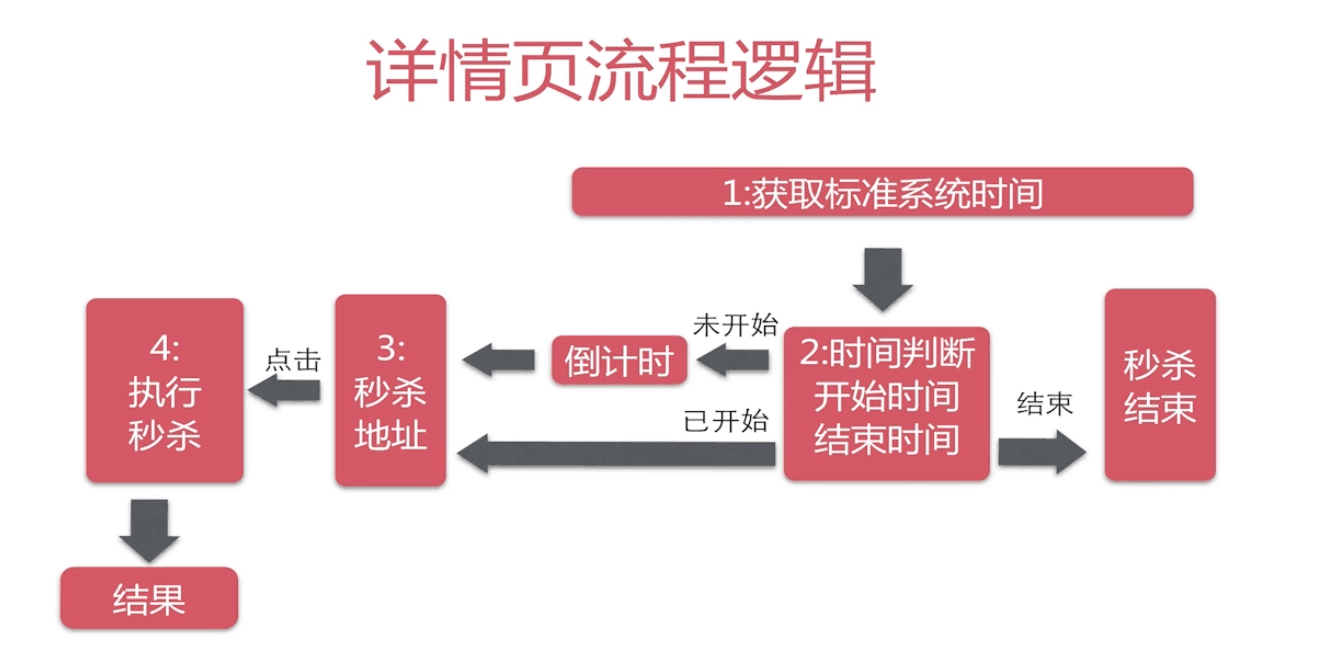 详情页流程逻辑
1:获取标准系统时间
未开始
倒计时
2:时间判断
开始时间
结束时间
已开始
结束
秒杀
结束
3:
秒杀
地址
点击
4:
执行
秒杀
结果